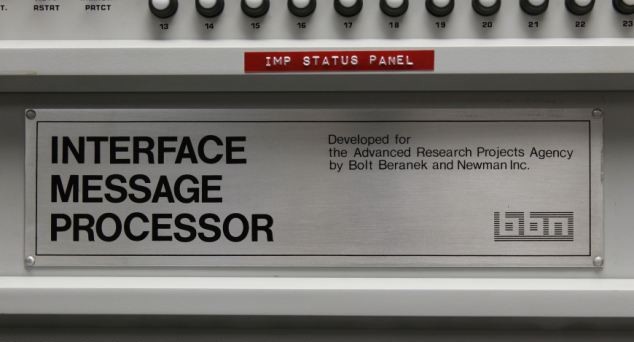 RSTRT PRTCT
13 14 15 16 17 18 19 20 21 22 23
IMP STATUS PANEL
INTERFACE
MESSAGE
PROCESSOR
Developed for
the Advanced Research Projects Agency
by Bolt Beranek and Newman Inc.
bbn